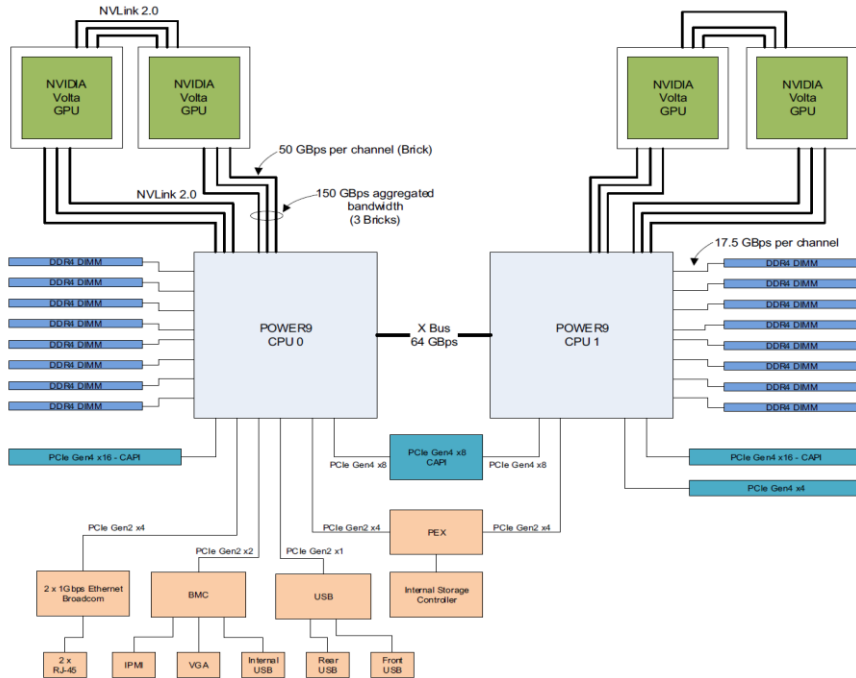 NVLink 2.0
NVIDIA
Volta
GPU
NVIDIA
Volta
GPU
NVIDIA
Volta
GPU
NVIDIA
Volta
GPU
50 GBps per channel (Brick)
NVLink 2.0
150 GBps aggregated
bandwidth
(3 Bricks)
17.5 GBps per channel
DDR4 DIMM
DDR4 DIMM
DDR4 DIMM
DDR4 DIMM
DDR4 DIMM
DDR4 DIMM
DDR4 DIMM
DDR4 DIMM
POWER9
CPU 0
X Bus
64 GBps
POWER9
CPU 1
DDR4 DIMM
DDR4 DIMM
DDR4 DIMM
DDR4 DIMM
DDR4 DIMM
DDR4 DIMM
DDR4 DIMM
DDR4 DIMM
PCIe Gen4 x16 - CAPI
PCIe Gen4 x8
PCIe Gen4 x8
CAPI
PCIe Gen4 x8
PCIe Gen4 x16 - CAPI
PCIe Gen4 x4
PCIe Gen2 x4
PCIe Gen2 x2
PCIe Gen2 x1
PCIe Gen2 x4
PEX
PCIe Gen2 x4
2 x 1Gbps Ethernet
Broadcom
BMC
USB
Internal Storage
Controller
2 x
RJ-45
IPMI
VGA
Internal
USB
Rear
USB
Front
USB